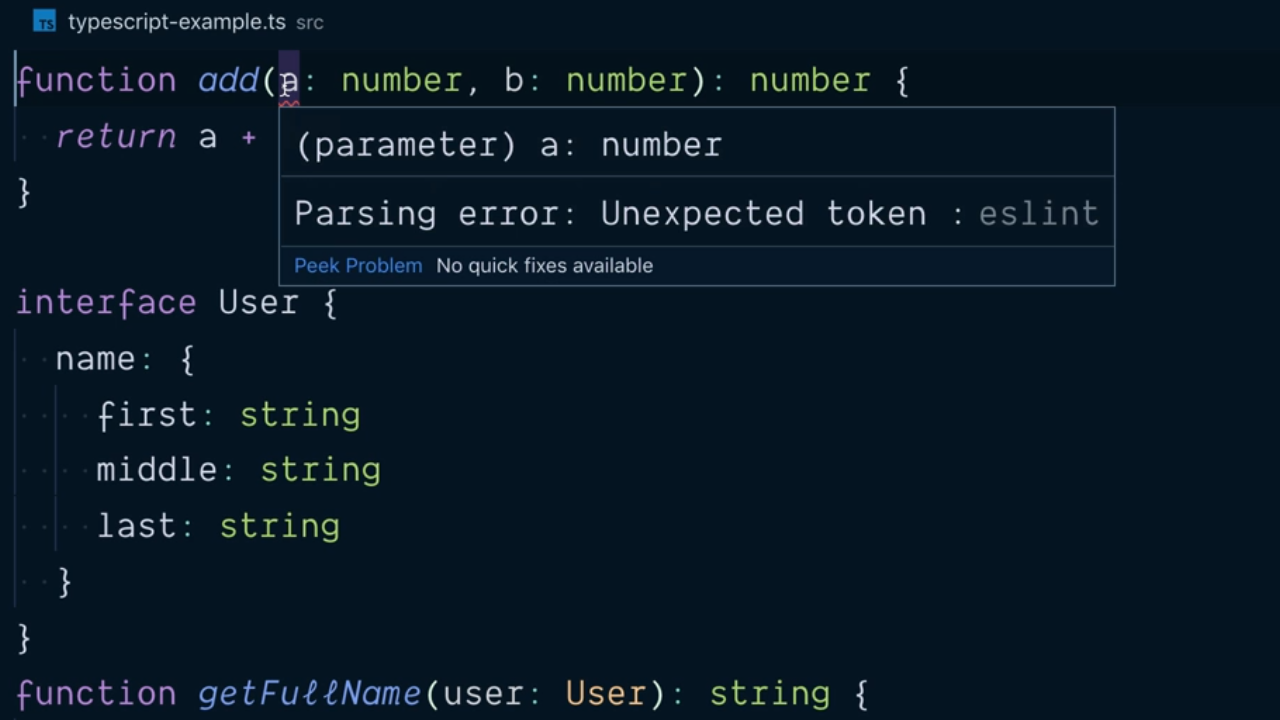 TS typescript-example.ts src
function add(a: number, b: number): number {
return a +
(parameter) a: number
}
Parsing error: Unexpected token : eslint
Peek Problem No quick fixes available
interface User {
name: {
first: string
middle: string
last: string
}
}
function getFullName(user: User): string {